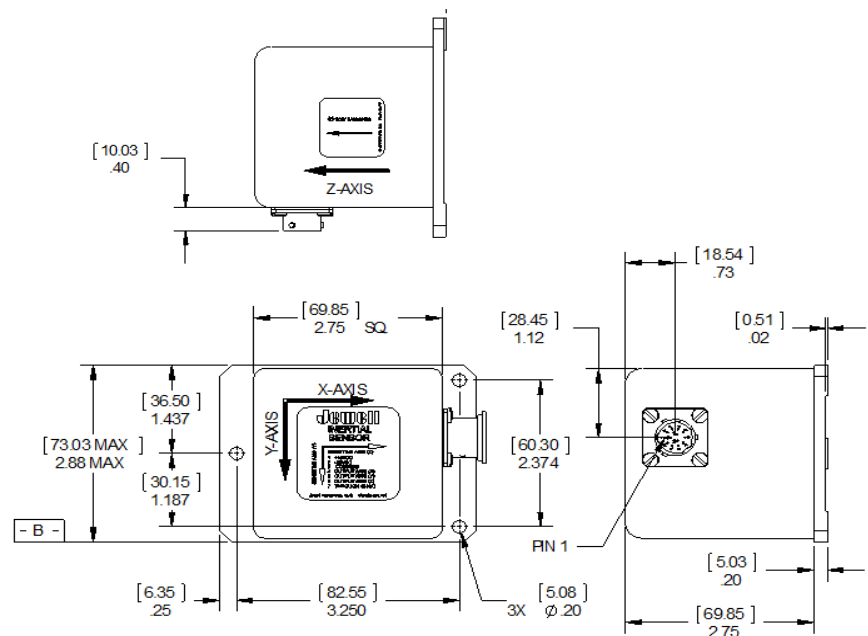 [10.03]
.40
Z-AXIS
[18.54]
.73
[69.85]
2.75 SQ
[28.45]
1.12
[0.51]
.02
[36.50]
1.437
X-AXIS
Y-AXIS
Jewell
INERTIAL
SENSOR
[73.03 MAX]
2.88 MAX
[60.30]
2.374
[30.15]
1.187
- B -
PIN 1
[6.35]
.25
[82.55]
3.250
3X
[5.08]
Ø .20
[5.03]
.20
[69.85]
2.75